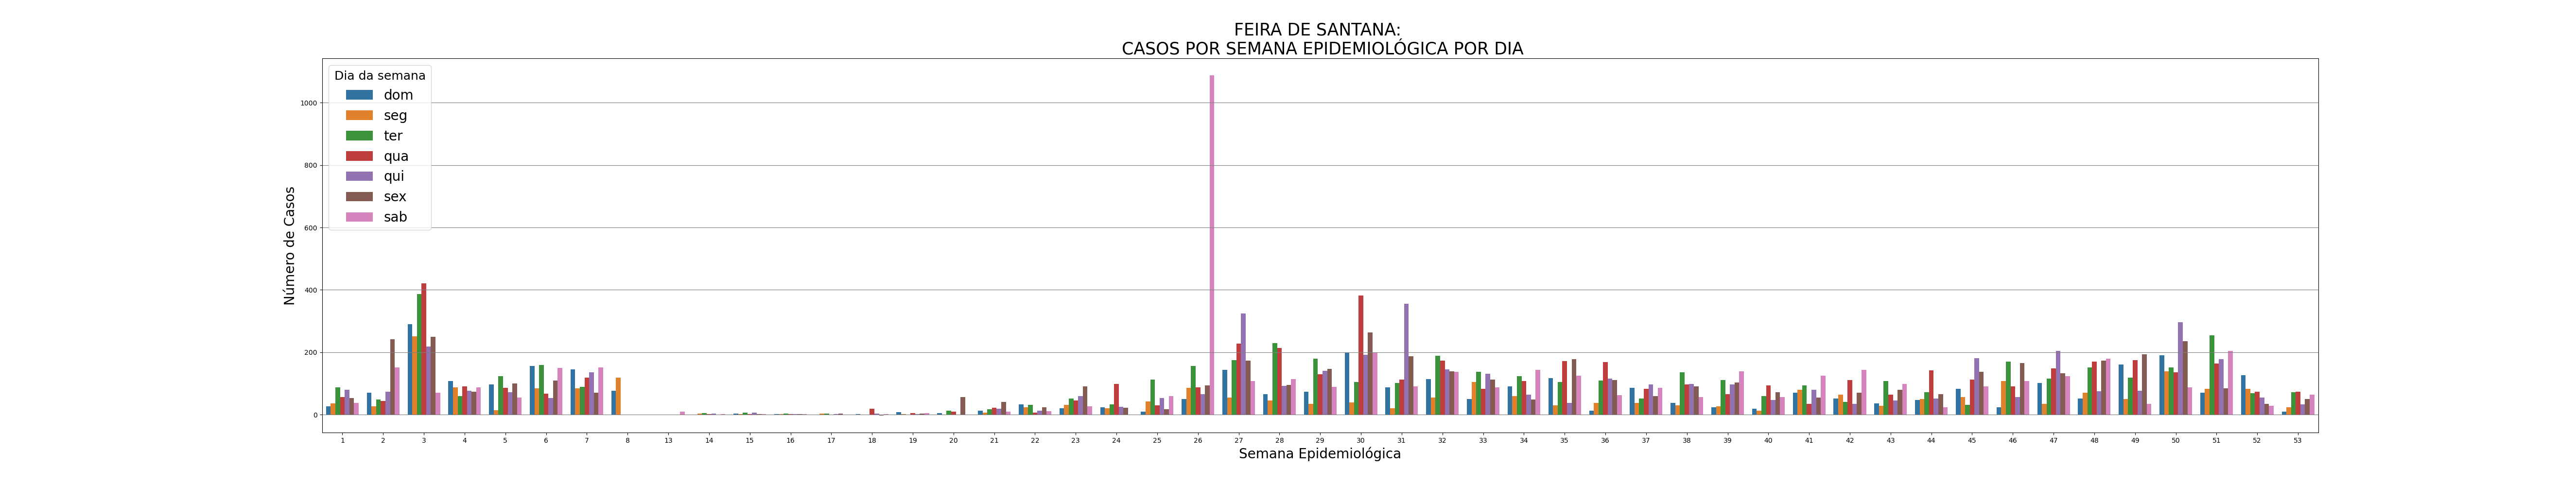 FEIRA DE SANTANA:
CASOS POR SEMANA EPIDEMIOLÓGICA POR DIA
Dia da semana
dom
seg
ter
qua
qui
sex
sab
Número de Casos
1000
800
600
400
200
0
1 2 3 4 5 6 7 8 13 14 15 16 17 18 19 20 21 22 23 24 25 26 27 28 29 30 31 32 33 34 35 36 37 38 39 40 41 42 43 44 45 46 47 48 49 50 51 52 53
Semana Epidemiológica